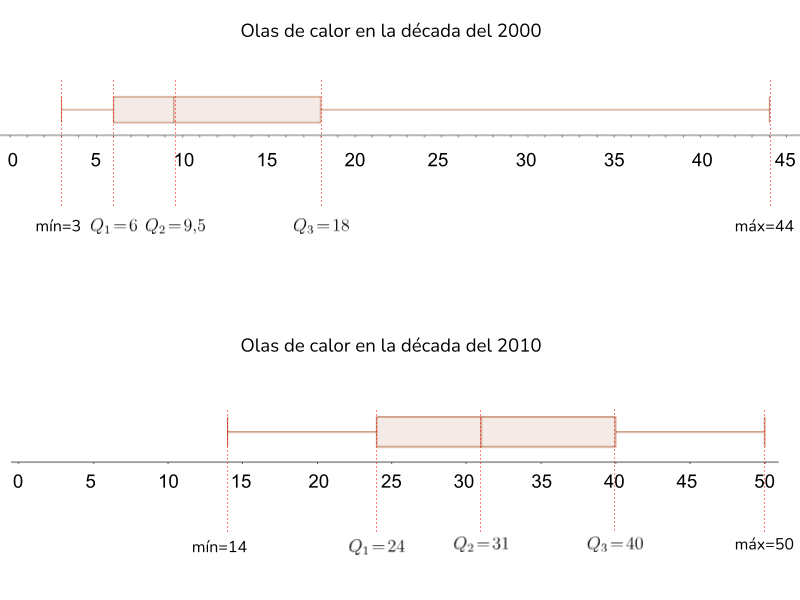 Olas de calor en la década del 2000
0 5 10 15 20 25 30 35 40 45
mín=3 Q₁=6 Q₂=9,5 Q₃=18 máx=44
Olas de calor en la década del 2010
0 5 10 15 20 25 30 35 40 45 50
mín=14 Q₁=24 Q₂=31 Q₃=40 máx=50